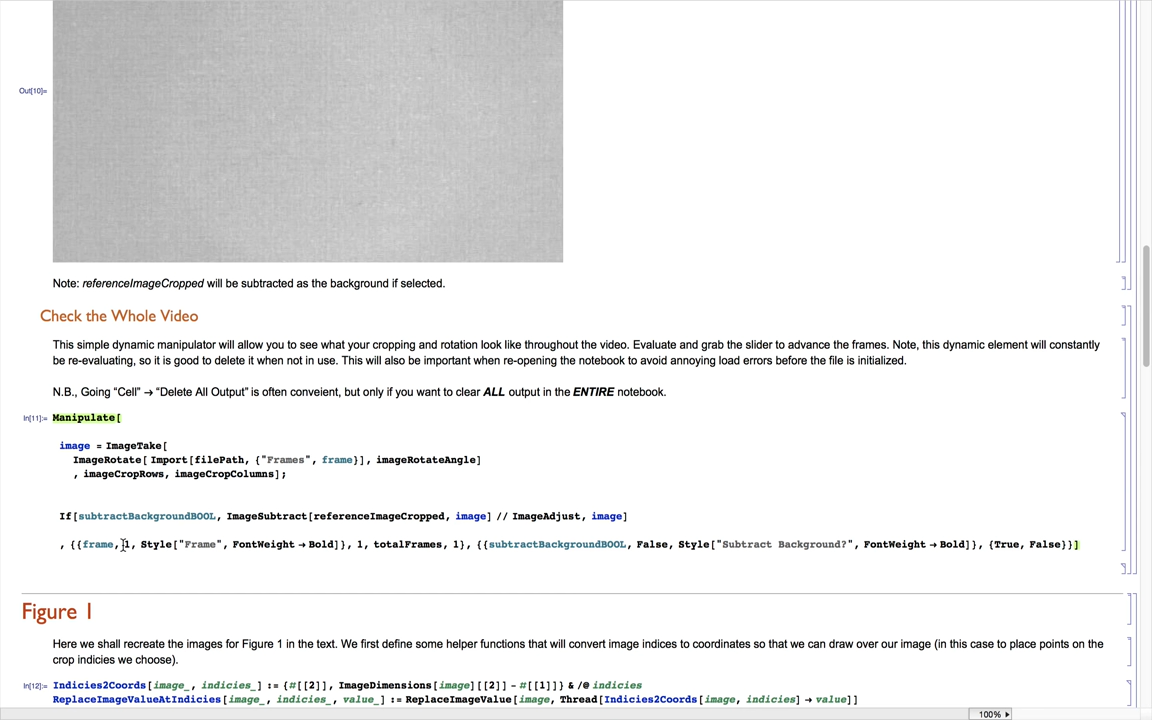 Out[10]=
Note: referenceImageCropped will be subtracted as the background if selected.
Check the Whole Video
This simple dynamic manipulator will allow you to see what your cropping and rotation look like throughout the video. Evaluate and grab the slider to advance the frames. Note, this dynamic element will constantly
be re-evaluating, so it is good to delete it when not in use. This will also be important when re-opening the notebook to avoid annoying load errors before the file is initialized.
N.B., Going “Cell” → “Delete All Output” is often conveient, but only if you want to clear ALL output in the ENTIRE notebook.
In[11]:= Manipulate[
image = ImageTake[
ImageRotate[ Import[filePath, {"Frames", frame}], imageRotateAngle]
, imageCropRows, imageCropColumns];
If[subtractBackgroundBOOL, ImageSubtract[referenceImageCropped, image] // ImageAdjust, image]
, {{frame, 1, Style["Frame", FontWeight → Bold]}, 1, totalFrames, 1}, {{subtractBackgroundBOOL, False, Style["Subtract Background?", FontWeight → Bold]}, {True, False}}]
Figure 1
Here we shall recreate the images for Figure 1 in the text. We first define some helper functions that will convert image indices to coordinates so that we can draw over our image (in this case to place points on the
crop indicies we choose).
In[12]:= Indicies2Coords[image_, indicies_] := {#[[2]], ImageDimensions[image][[2]] - #[[1]]} & /@ indicies
ReplaceImageValueAtIndicies[image_, indicies_, value_] := ReplaceImageValue[image, Thread[Indicies2Coords[image, indicies] → value]]
100%